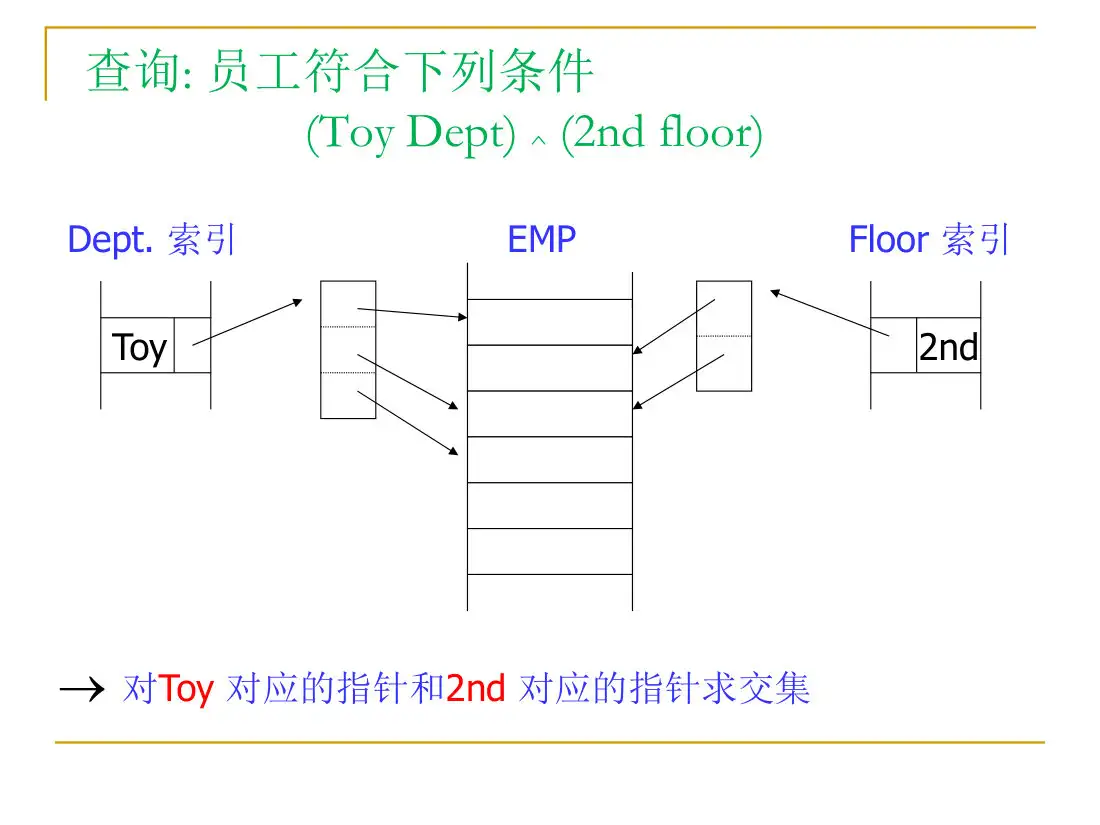 查询: 员工符合下列条件
(Toy Dept) ^ (2nd floor)
Dept. 索引
EMP
Floor 索引
Toy
2nd
→ 对Toy 对应的指针和2nd 对应的指针求交集